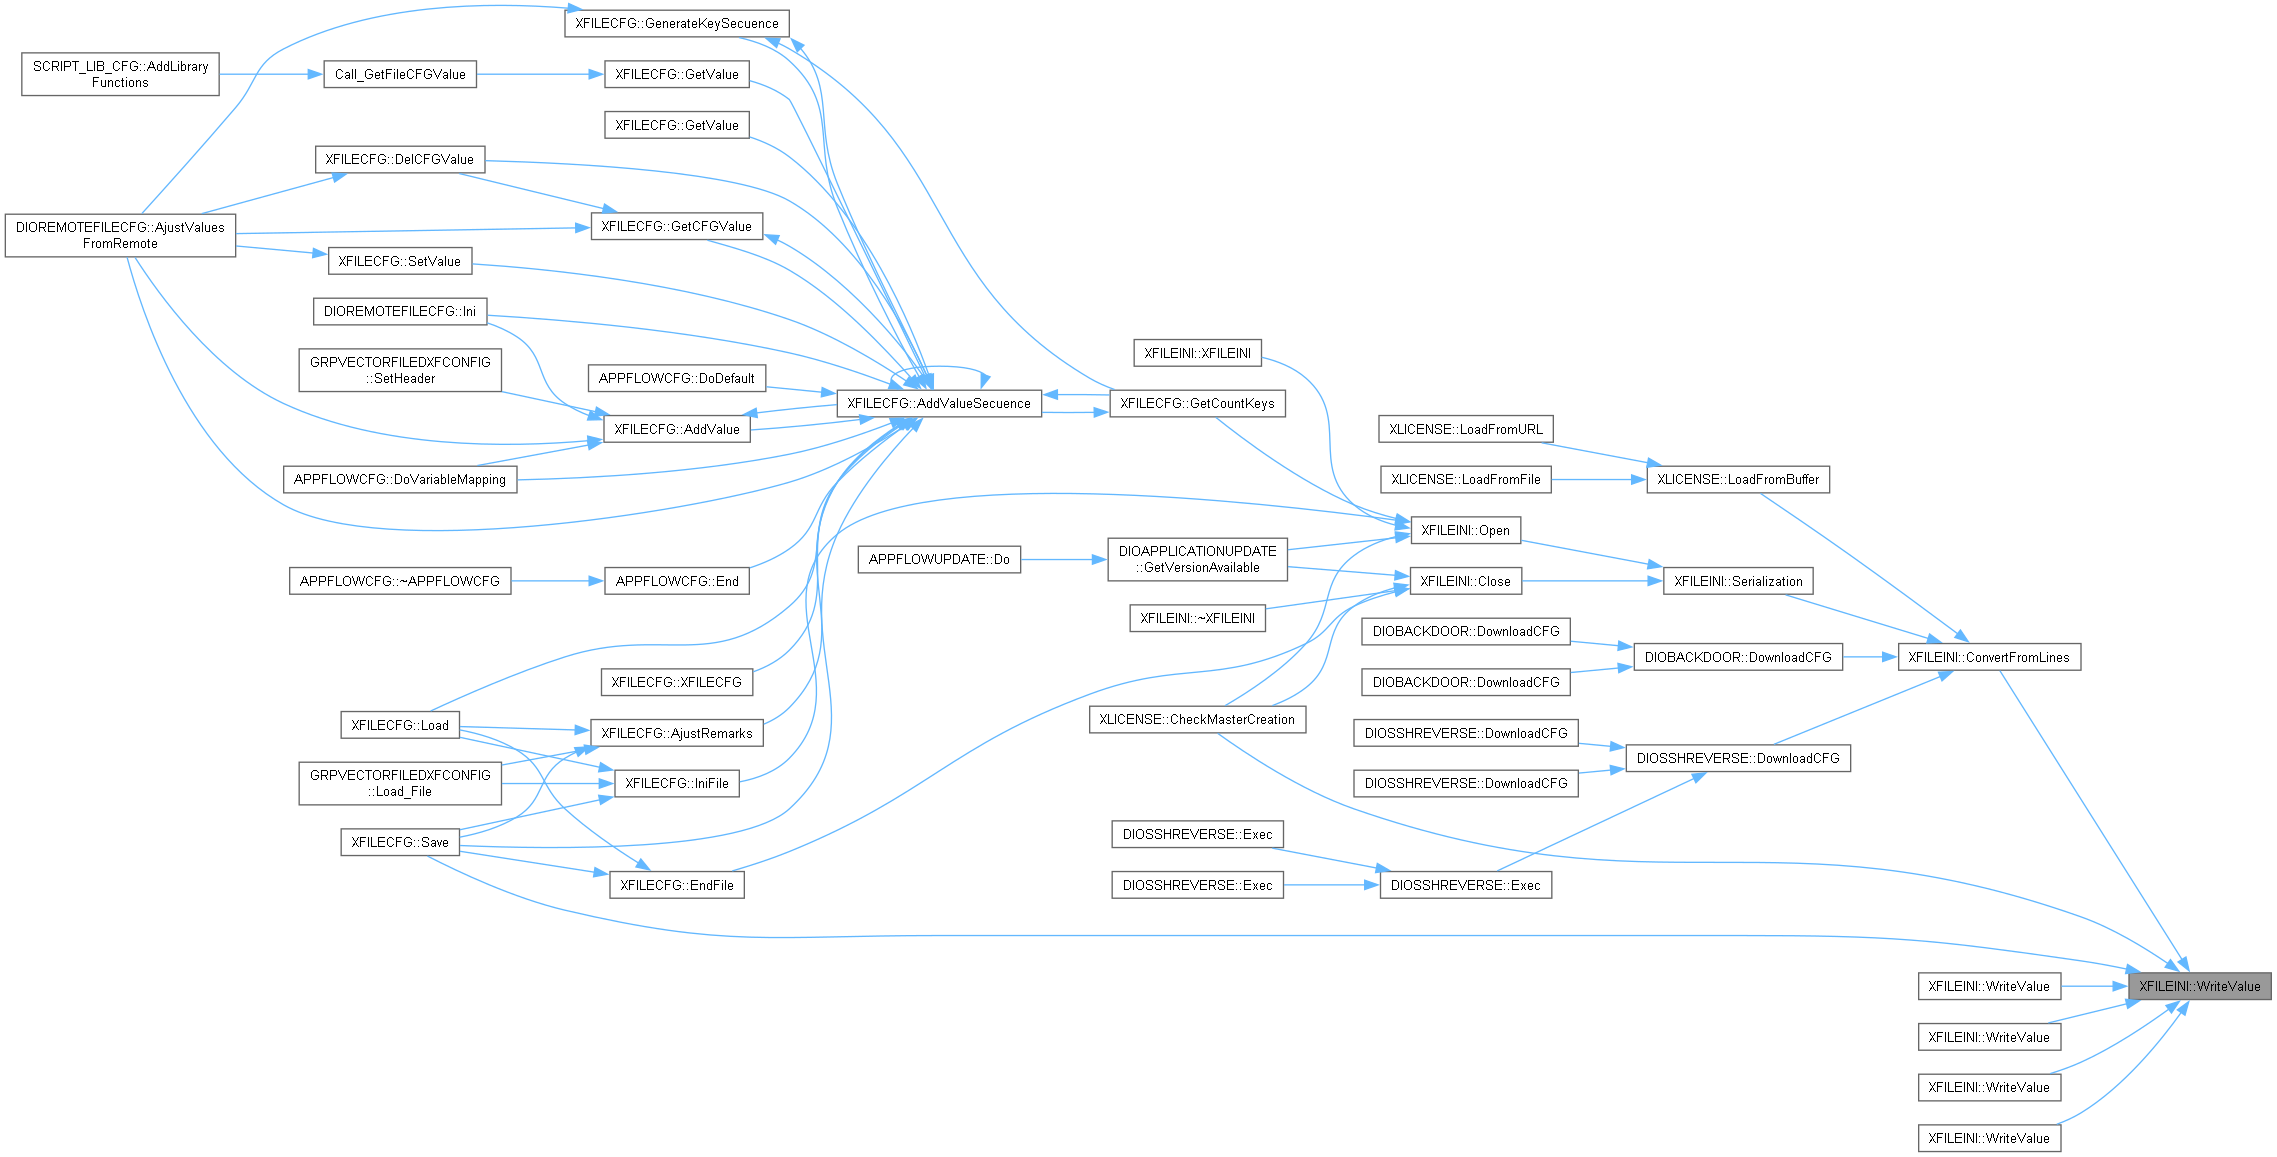 XFILECFG::GenerateKeySecuence
SCRIPT_LIB_CFG::AddLibrary
Functions
Call_GetFileCFGValue
XFILECFG::GetValue
XFILECFG::GetValue
XFILECFG::DelCFGValue
DIOREMOTEFILECFG::AjustValues
FromRemote
XFILECFG::GetCFGValue
XFILECFG::SetValue
DIOREMOTEFILECFG::Ini
GRPVECTORFILEDXFCONFIG
::SetHeader
APPFLOWCFG::DoDefault
XFILECFG::AddValue
APPFLOWCFG::DoVariableMapping
XFILECFG::AddValueSecuence
XFILEINI::XFILEINI
XFILECFG::GetCountKeys
XLICENSE::LoadFromURL
XLICENSE::LoadFromFile
XLICENSE::LoadFromBuffer
XFILEINI::Open
APPFLOWUPDATE::Do
DIOAPPLICATIONUPDATE
::GetVersionAvailable
APPFLOWCFG::~APPFLOWCFG
APPFLOWCFG::End
XFILEINI::Close
XFILEINI::Serialization
XFILEINI::~XFILEINI
DIOBACKDOOR::DownloadCFG
DIOBACKDOOR::DownloadCFG
XFILEINI::ConvertFromLines
DIOBACKDOOR::DownloadCFG
XFILECFG::XFILECFG
XFILECFG::Load
XFILECFG::AjustRemarks
XLICENSE::CheckMasterCreation
DIOSSHREVERSE::DownloadCFG
DIOSSHREVERSE::DownloadCFG
GRPVECTORFILEDXFCONFIG
::Load_File
XFILECFG::IniFile
DIOSSHREVERSE::DownloadCFG
XFILECFG::Save
DIOSSHREVERSE::Exec
XFILECFG::EndFile
DIOSSHREVERSE::Exec
DIOSSHREVERSE::Exec
XFILEINI::WriteValue
XFILEINI::WriteValue
XFILEINI::WriteValue
XFILEINI::WriteValue
XFILEINI::WriteValue